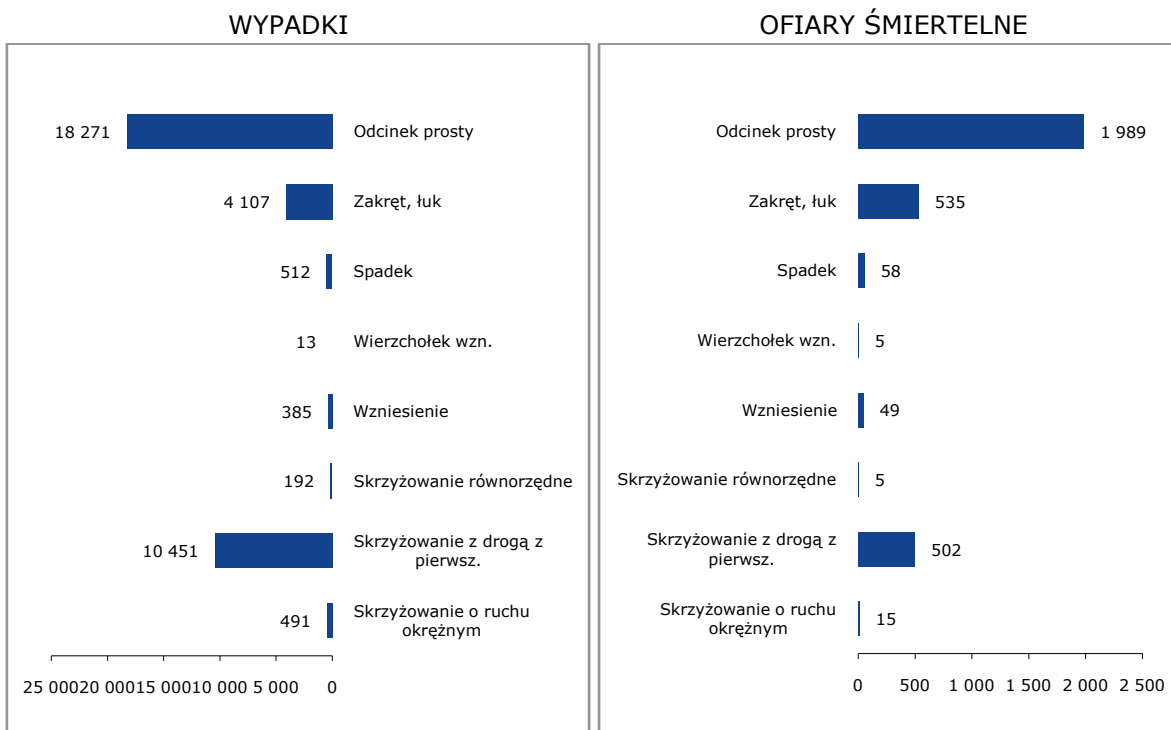 WYPADKI
18 271 Odcinek prosty
4 107 Zakręt, łuk
512 Spadek
13 Wierzchołek wzn.
385 Wzniesienie
192 Skrzyżowanie równorzędne
10 451 Skrzyżowanie z drogą z
pierwsz.
491 Skrzyżowanie o ruchu
okrężnym
25 000 20 000 15 000 10 000 5 000 0
OFIARY ŚMIERTELNE
Odcinek prosty 1 989
Zakręt, łuk 535
Spadek 58
Wierzchołek wzn. 5
Wzniesienie 49
Skrzyżowanie równorzędne 5
Skrzyżowanie z drogą z
pierwsz. 502
Skrzyżowanie o ruchu
okrężnym 15
0 500 1 000 1 500 2 000 2 500